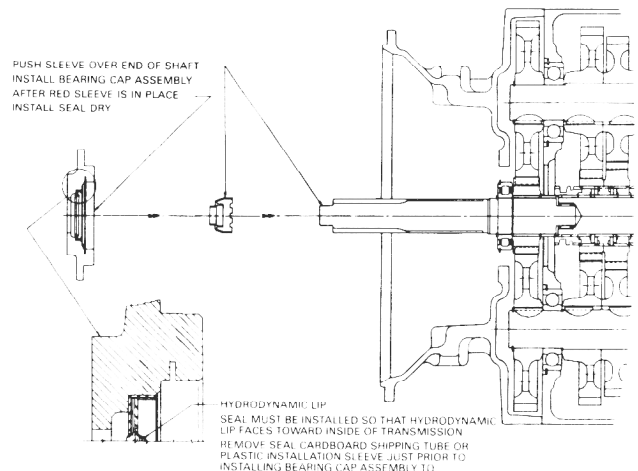 PUSH SLEEVE OVER END OF SHAFT
INSTALL BEARING CAP ASSEMBLY
AFTER RED SLEEVE IS IN PLACE
INSTALL SEAL DRY
HYDRODYNAMIC LIP
SEAL MUST BE INSTALLED SO THAT HYDRODYNAMIC
LIP FACES TOWARD INSIDE OF TRANSMISSION
REMOVE SEAL CARDBOARD SHIPPING TUBE OR
PLASTIC INSTALLATION SLEEVE JUST PRIOR TO
INSTALLING BEARING CAP ASSEMBLY TO